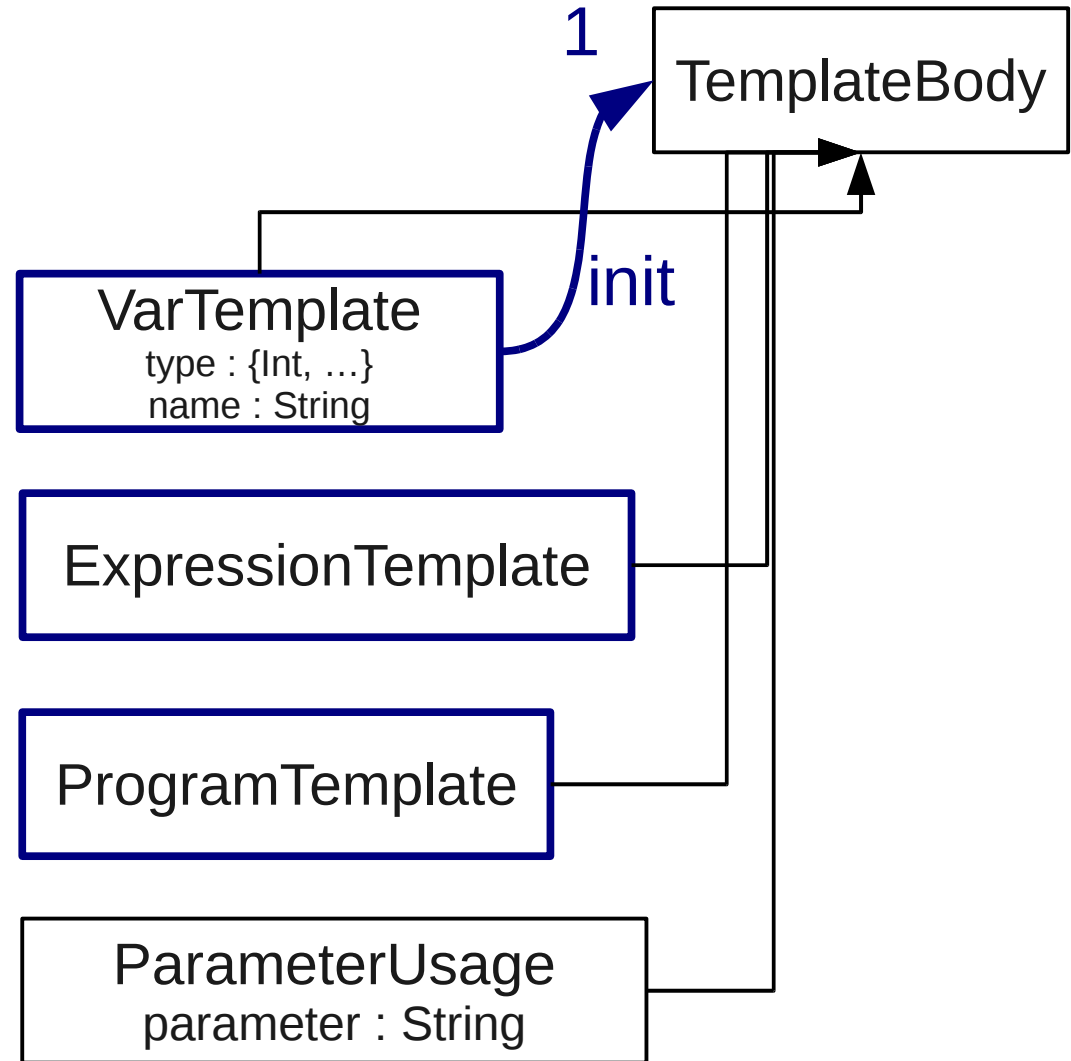 1
TemplateBody
init
VarTemplate
type : {Int, …}
name : String
ExpressionTemplate
ProgramTemplate
ParameterUsage
parameter : String